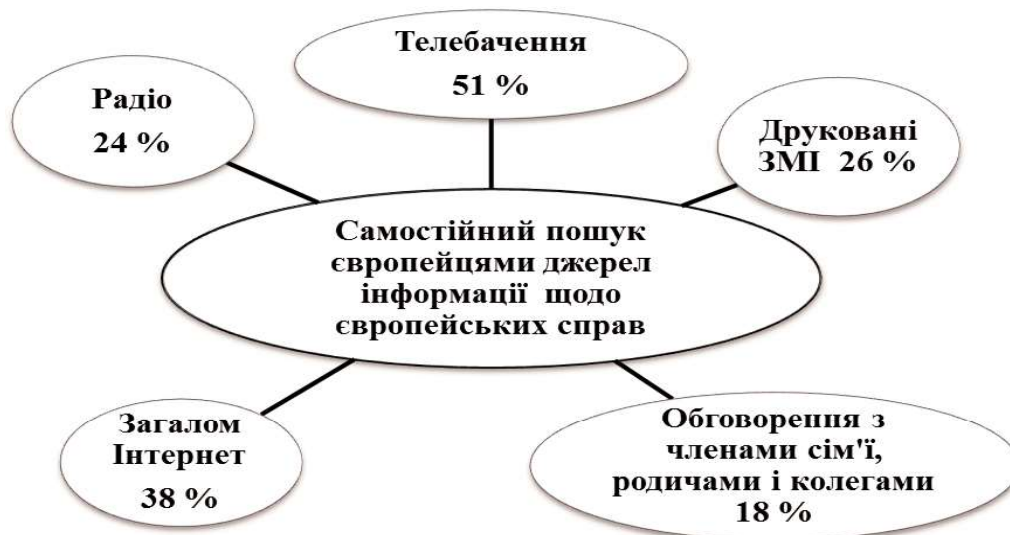 Телебачення
51 %
Радіо
24 %
Друковані
ЗМІ 26 %
Самостійний пошук
європейцями джерел
інформації щодо
європейських справ
Загалом
Інтернет
38 %
Обговорення з
членами сім'ї,
родичами і колегами
18 %